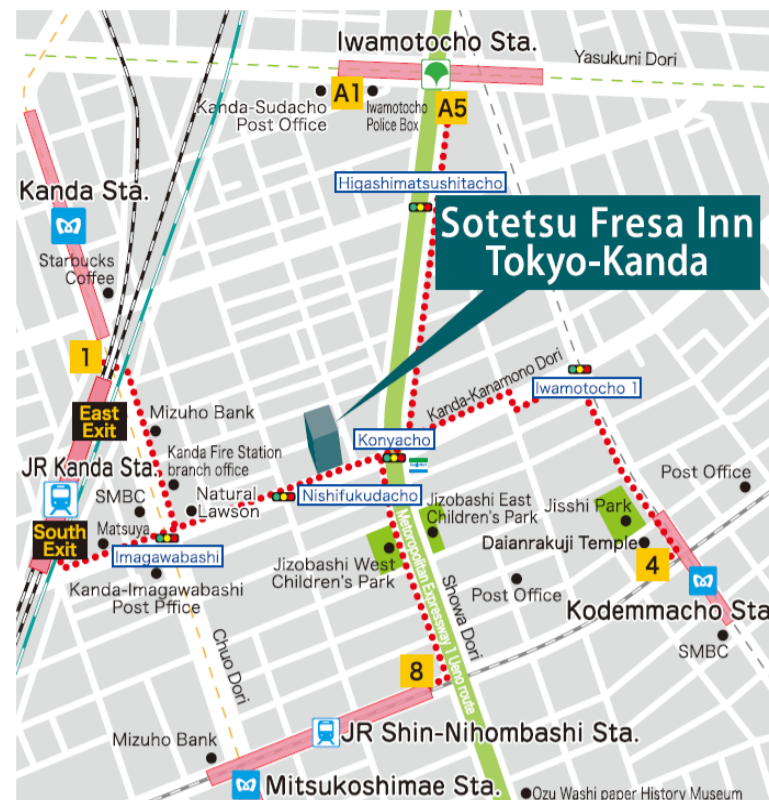 Iwamotocho Sta.
Yasukuni Dori
A1
Kanda-Sudacho
Post Office
Iwamotocho
Police Box
A5
Kanda Sta.
Higashimatsushitacho
Sotetsu Fresa Inn
Tokyo-Kanda
Starbucks
Coffee
1
East
Exit
Mizuho Bank
Kanda-Kanamono Dori
Iwamotocho 1
Konyacho
JR Kanda Sta.
Kanda Fire Station
branch office
SMBC
Natural
Lawson
Nishifukudacho
Post Office
South
Exit
Matsuya
Imagawabashi
Jizobashi East
Children's Park
Jisshi Park
Daianrakuji Temple
4
Kanda-Imagawabashi
Post Pffice
Jizobashi West
Children's Park
Metoropolitan Expressway 1 Ueno route
Showa Dori
Post Office
Kodemmacho Sta
SMBC
Chuo Dori
8
JR Shin-Nihombashi Sta.
Mizuho Bank
Mitsukoshimae Sta.
Ozu Washi paper History Museum